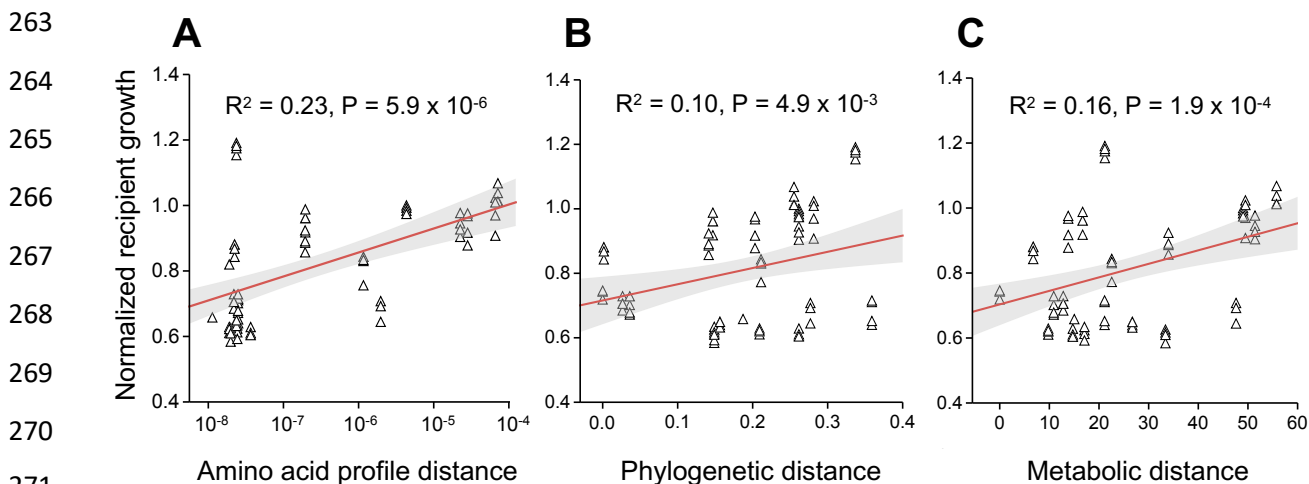 263
264
265
266
267
268
269
270
271
A
B
C
Normalized recipient growth
R² = 0.23, P = 5.9 x 10⁻⁶
R² = 0.10, P = 4.9 x 10⁻³
R² = 0.16, P = 1.9 x 10⁻⁴
1.4
1.2
1.0
0.8
0.6
0.4
10⁻⁸ 10⁻⁷ 10⁻⁶ 10⁻⁵ 10⁻⁴
Amino acid profile distance
1.4
1.2
1.0
0.8
0.6
0.4
0.0 0.1 0.2 0.3 0.4
Phylogenetic distance
1.4
1.2
1.0
0.8
0.6
0.4
0 10 20 30 40 50 60
Metabolic distance